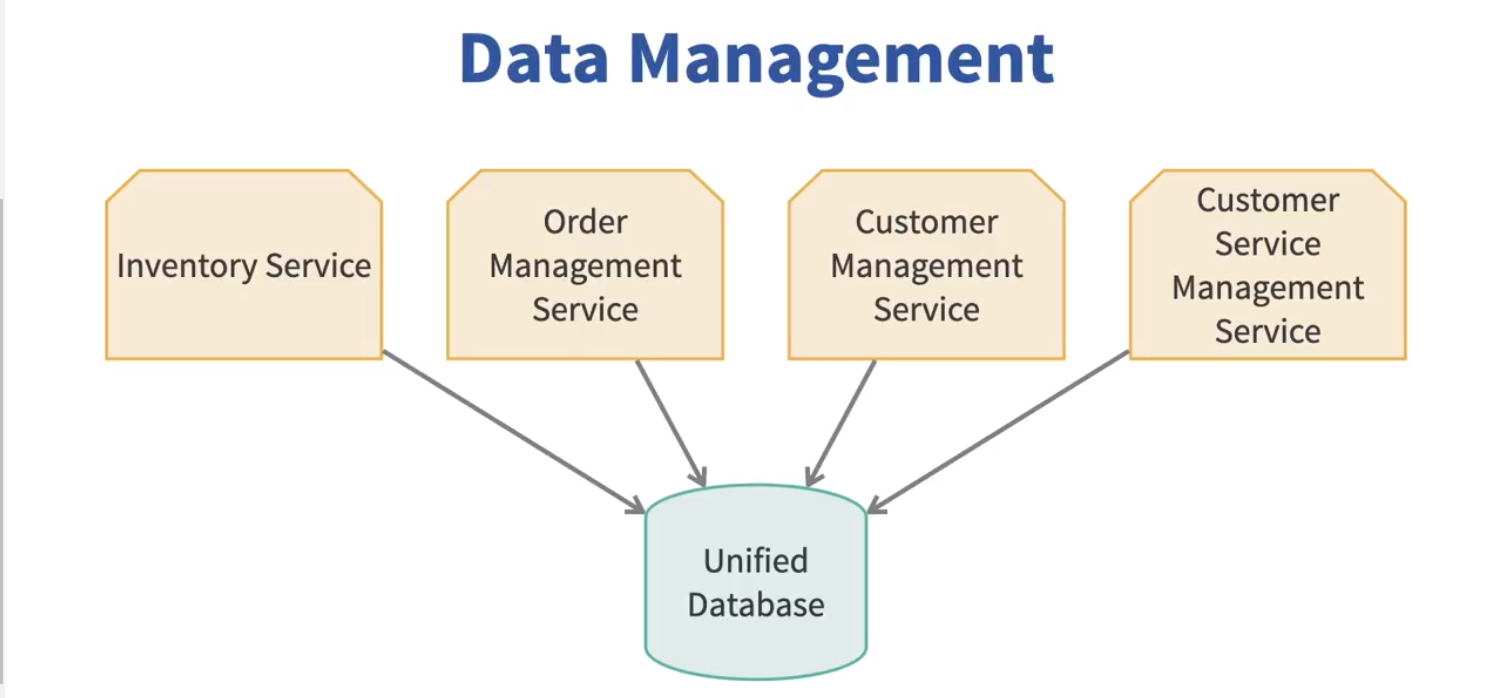 Data Management
Inventory Service
Order
Management
Service
Customer
Management
Service
Customer
Service
Management
Service
Unified
Database